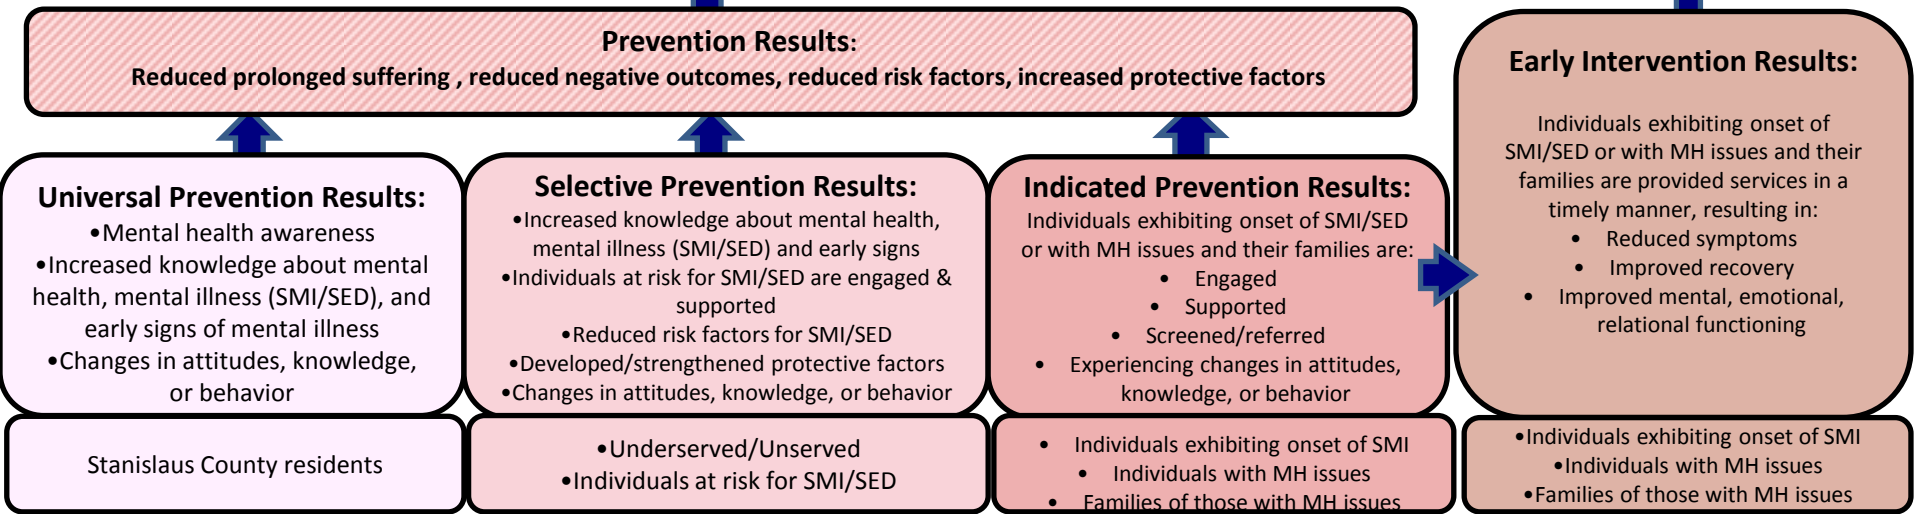 Prevention Results:
Reduced prolonged suffering , reduced negative outcomes, reduced risk factors, increased protective factors
Universal Prevention Results:
•Mental health awareness
•Increased knowledge about mental
health, mental illness (SMI/SED), and
early signs of mental illness
•Changes in attitudes, knowledge,
or behavior
Stanislaus County residents
Selective Prevention Results:
•Increased knowledge about mental health,
mental illness (SMI/SED) and early signs
•Individuals at risk for SMI/SED are engaged &
supported
•Reduced risk factors for SMI/SED
•Developed/strengthened protective factors
•Changes in attitudes, knowledge, or behavior
•Underserved/Unserved
•Individuals at risk for SMI/SED
Indicated Prevention Results:
Individuals exhibiting onset of SMI/SED
or with MH issues and their families are:
• Engaged
• Supported
• Screened/referred
• Experiencing changes in attitudes,
knowledge, or behavior
• Individuals exhibiting onset of SMI
• Individuals with MH issues
• Families of those with MH issues
Early Intervention Results:
Individuals exhibiting onset of
SMI/SED or with MH issues and their
families are provided services in a
timely manner, resulting in:
• Reduced symptoms
• Improved recovery
• Improved mental, emotional,
relational functioning
•Individuals exhibiting onset of SMI
•Individuals with MH issues
•Families of those with MH issues